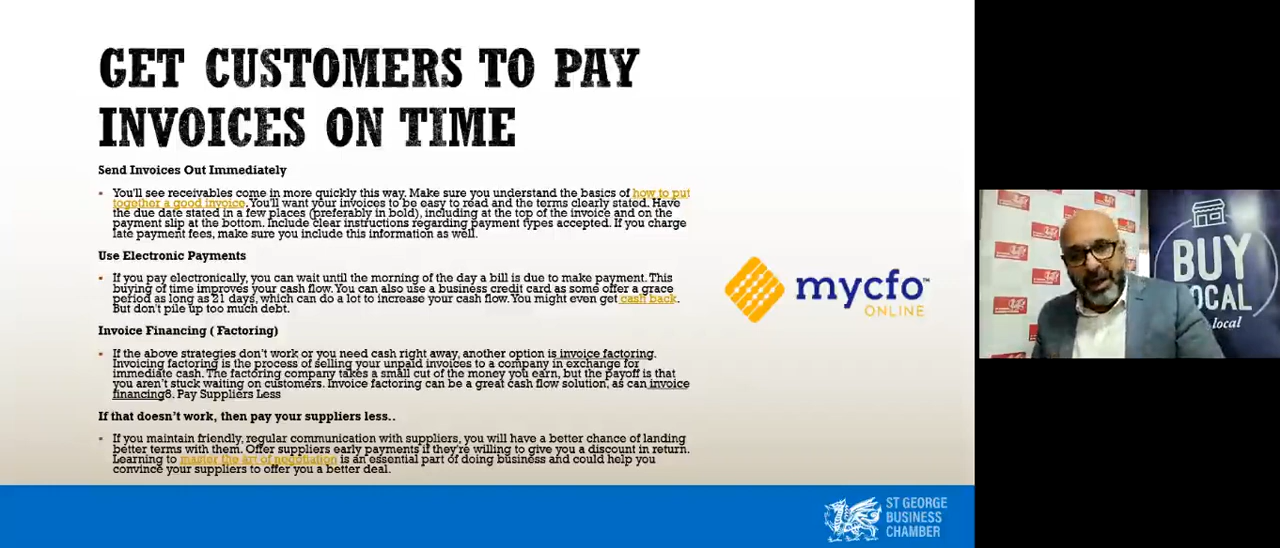 GET CUSTOMERS TO PAY
INVOICES ON TIME
Send Invoices Out Immediately
▪ You'll see receivables come in more quickly this way. Make sure you understand the basics of how to put
together a good invoice. You'll want your invoices to be easy to read and the terms clearly stated. Have
the due date stated in a few places (preferably in bold), including at the top of the invoice and on the
payment slip at the bottom. Include clear instructions regarding payment types accepted. If you charge
late payment fees, make sure you include this information as well.
Use Electronic Payments
▪ If you pay electronically, you can wait until the morning of the day a bill is due to make payment. This
buying of time improves your cash flow. You can also use a business credit card as some offer a grace
period as long as 21 days, which can do a lot to increase your cash flow. You might even get cash back.
But don't pile up too much debt.
Invoice Financing ( Factoring)
▪ If the above strategies don't work or you need cash right away, another option is invoice factoring.
Invoicing factoring is the process of selling your unpaid invoices to a company in exchange for
immediate cash. The factoring company takes a small cut of the money you earn, but the payoff is that
you aren't stuck waiting on customers. Invoice factoring can be a great cash flow solution, as can invoice
financing8. Pay Suppliers Less
If that doesn't work, then pay your suppliers less..
▪ If you maintain friendly, regular communication with suppliers, you will have a better chance of landing
better terms with them. Offer suppliers early payments if they're willing to give you a discount in return.
Learning to master the art of negotiation is an essential part of doing business and could help you
convince your suppliers to offer you a better deal.
mycfo™
ONLINE
ST GEORGE
BUSINESS
CHAMBER
BUY
LOCAL
local